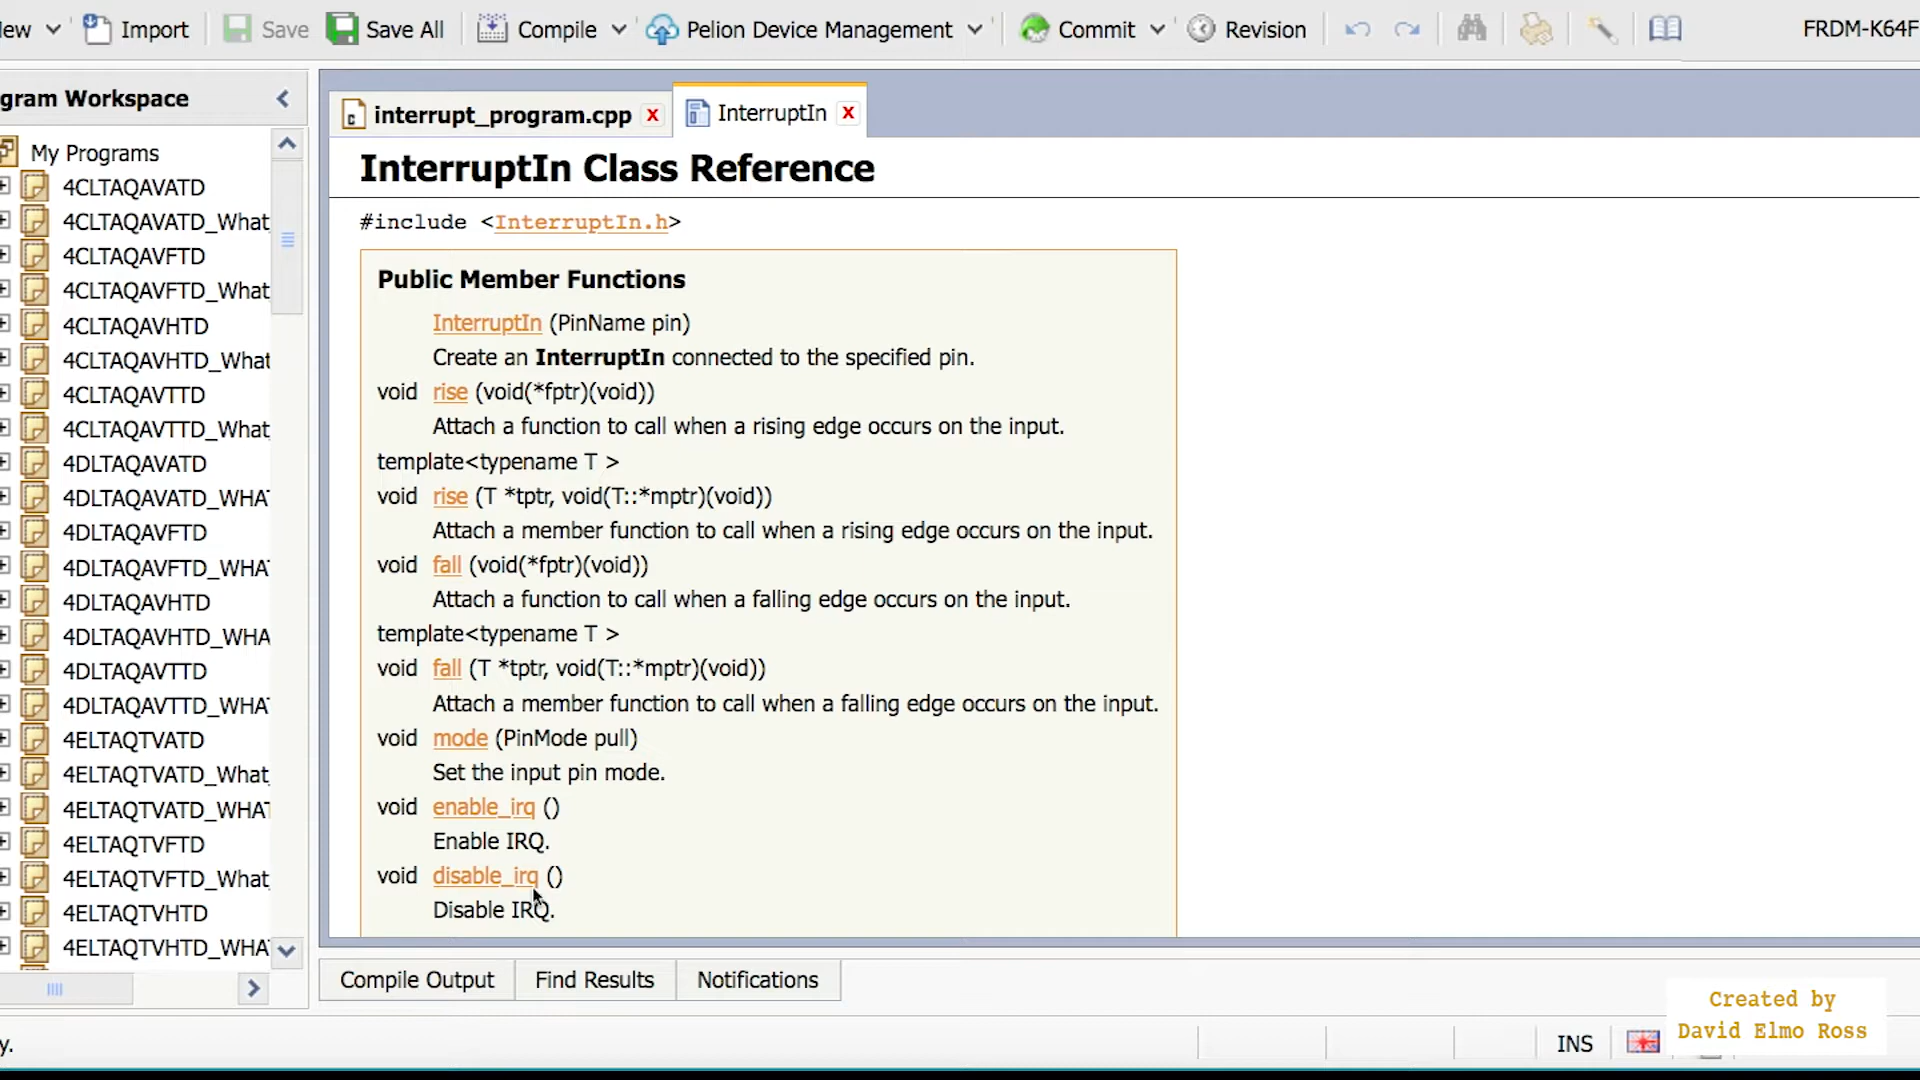 ew Import Save Save All Compile Pelion Device Management Commit Revision FRDM-K64F
gram Workspace
My Programs
4CLTAQAVATD
4CLTAQAVATD_What_
4CLTAQAVFTD
4CLTAQAVFTD_What
4CLTAQAVHTD
4CLTAQAVHTD_What
4CLTAQAVTTD
4CLTAQAVTTD_What_
4DLTAQAVATD
4DLTAQAVATD_WHAT
4DLTAQAVFTD
4DLTAQAVFTD_WHAT
4DLTAQAVHTD
4DLTAQAVHTD_WHA
4DLTAQAVTTD
4DLTAQAVTTD_WHA
4ELTAQTVATD
4ELTAQTVATD_What_
4ELTAQTVATD_WHAT
4ELTAQTVFTD
4ELTAQTVFTD_What_
4ELTAQTVHTD
4ELTAQTVHTD_WHA
interrupt_program.cpp InterruptIn
InterruptIn Class Reference
#include <InterruptIn.h>
Public Member Functions
InterruptIn (PinName pin)
Create an InterruptIn connected to the specified pin.
void rise (void(*fptr)(void))
Attach a function to call when a rising edge occurs on the input.
template<typename T >
void rise (T *tptr, void(T::*mptr)(void))
Attach a member function to call when a rising edge occurs on the input.
void fall (void(*fptr)(void))
Attach a function to call when a falling edge occurs on the input.
template<typename T >
void fall (T *tptr, void(T::*mptr)(void))
Attach a member function to call when a falling edge occurs on the input.
void mode (PinMode pull)
Set the input pin mode.
void enable_irq ()
Enable IRQ.
void disable_irq ()
Disable IRQ.
Compile Output Find Results Notifications
y. INS
Created by
David Elmo Ross